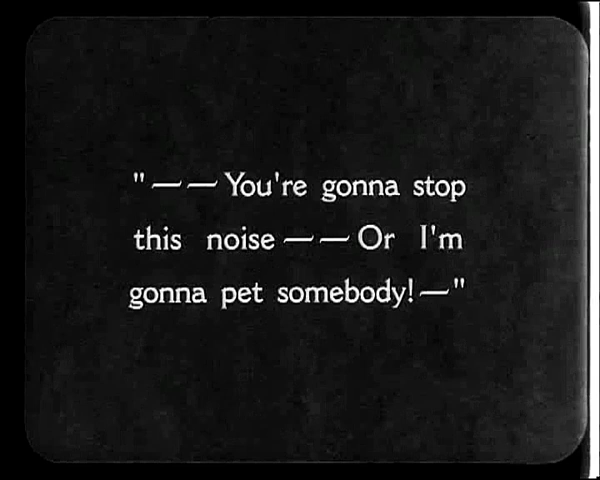 "— — You're gonna stop
this noise — — Or I'm
gonna pet somebody! —"